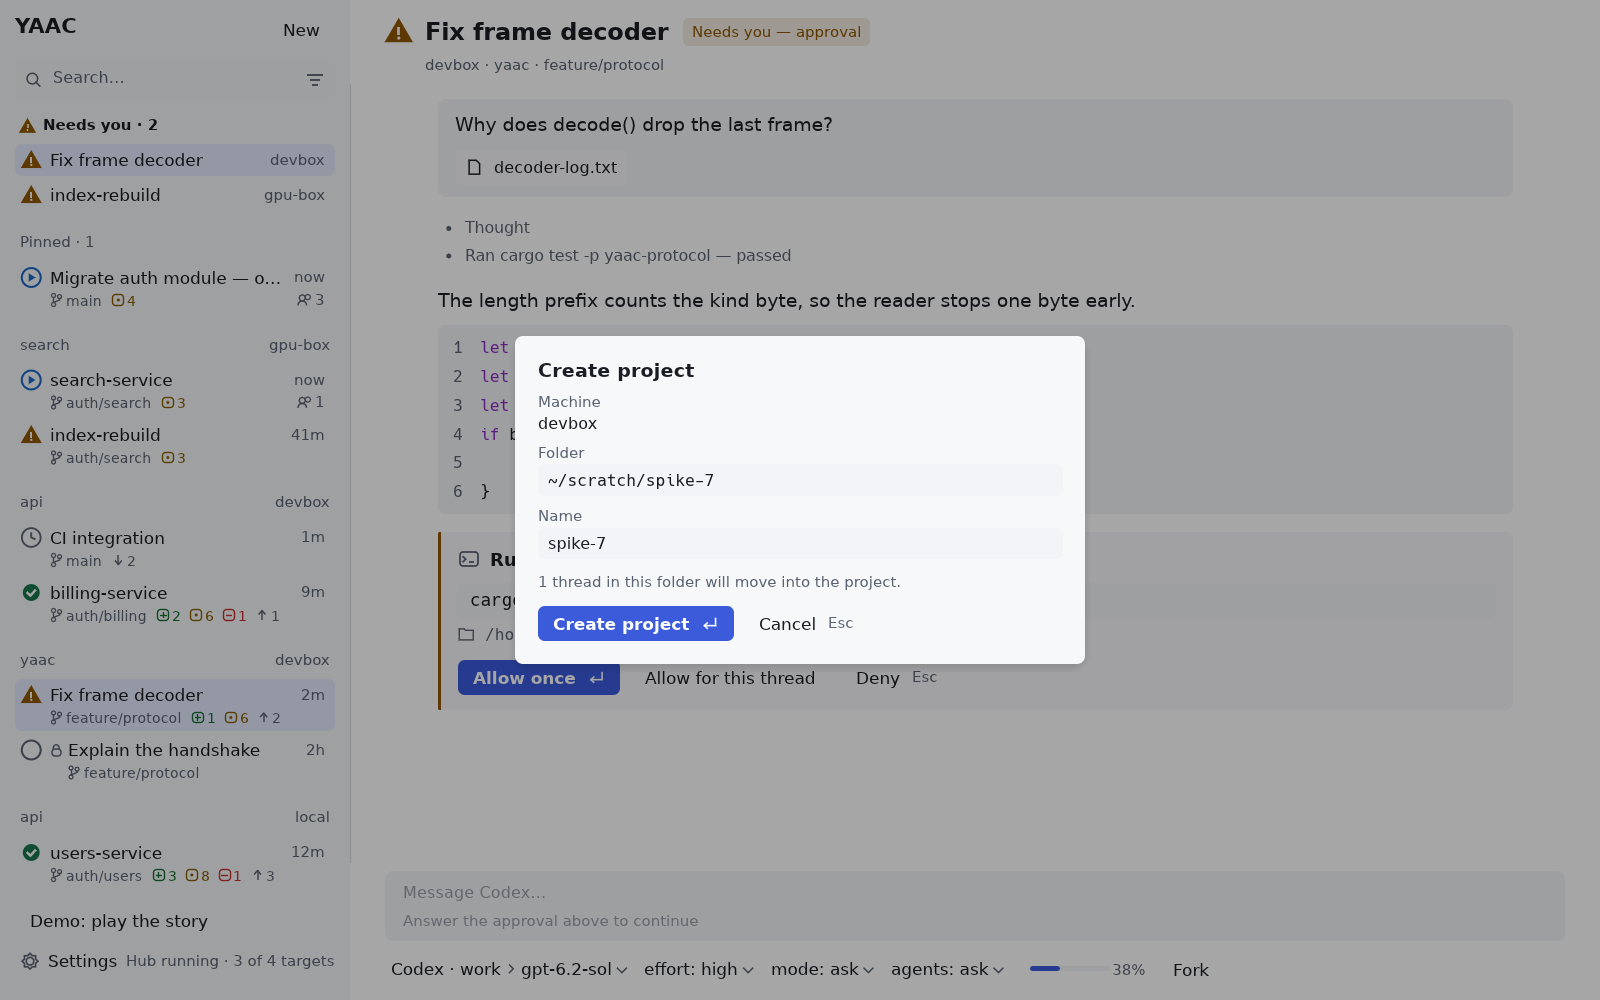 YAAC
New
Search...
Needs you · 2
Fix frame decoder devbox
index-rebuild gpu-box
Pinned · 1
Migrate auth module — o... now
main 4 3
search gpu-box
search-service now
auth/search 3 1
index-rebuild 41m
auth/search 3
api devbox
CI integration 1m
main 2
billing-service 9m
auth/billing 2 6 1 1
yaac devbox
Fix frame decoder 2m
feature/protocol 1 6 2
Explain the handshake 2h
feature/protocol
api local
users-service 12m
auth/users 3 8 1 3
Demo: play the story
Settings Hub running · 3 of 4 targets
Fix frame decoder Needs you — approval
devbox · yaac · feature/protocol
Why does decode() drop the last frame?
decoder-log.txt
• Thought
• Ran cargo test -p yaac-protocol — passed
The length prefix counts the kind byte, so the reader stops one byte early.
1 let
2 let
3 let
4 if b
5
6 }
Create project
Machine
devbox
Folder
~/scratch/spike-7
Name
spike-7
1 thread in this folder will move into the project.
Create project Cancel Esc
Allow once Allow for this thread Deny Esc
Message Codex...
Answer the approval above to continue
Codex · work gpt-6.2-sol effort: high mode: ask agents: ask 38% Fork